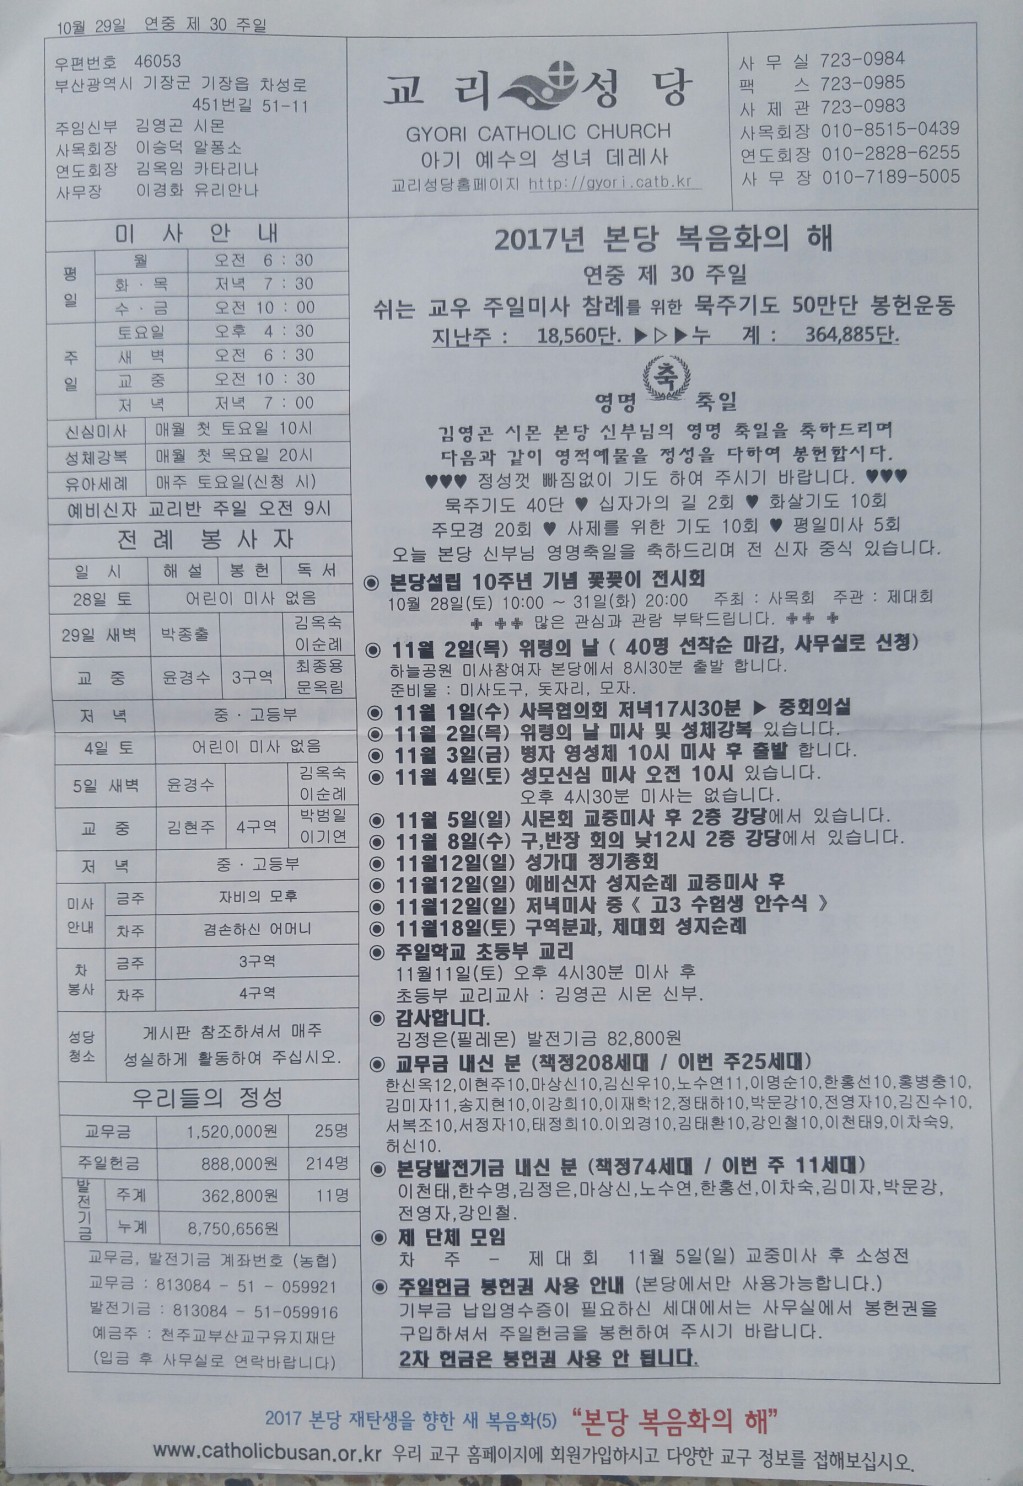 10월 29일 연중 제 30 주일
우편번호 46053
부산광역시 기장군 기장읍 차성로
451번길 51-11
주임신부 김영곤 시몬
사목회장 이승덕 알퐁소
연도회장 김옥임 카타리나
사무장 이경화 유리안나
교리 성당
GYORI CATHOLIC CHURCH
아기 예수의 성녀 데레사
교리성당홈페이지 http://gyori.catb.kr
사 무 실 723-0984
팩 스 723-0985
사 제 관 723-0983
사목회장 010-8515-0439
연도회장 010-2828-6255
사 무 장 010-7189-5005
미 사 안 내
평일 월 오전 6 : 30
화 · 목 저녁 7 : 30
수 · 금 오전 10 : 00
주일 토요일 오후 4 : 30
새 벽 오전 6 : 30
교 중 오전 10 : 30
저 녁 저녁 7 : 00
신심미사 매월 첫 토요일 10시
성체강복 매월 첫 목요일 20시
유아세례 매주 토요일(신청 시)
예비신자 교리반 주일 오전 9시
전 례 봉 사 자
일 시 해 설 봉 헌 독 서
28일 토 어린이 미사 없음
29일 새벽 박종출 김옥숙 이순례
교 중 윤경수 3구역 최종용 문옥림
저 녁 중 · 고등부
4일 토 어린이 미사 없음
5일 새벽 윤경수 김옥숙 이순례
교 중 김현주 4구역 박범일 이기연
저 녁 중 · 고등부
미사 안내 금주 자비의 모후
차주 겸손하신 어머니
차 봉사 금주 3구역
차주 4구역
성당 청소 게시판 참조하셔서 매주
성실하게 활동하여 주십시오.
우리들의 정성
교무금 1,520,000원 25명
주일헌금 888,000원 214명
발전기금 주계 362,800원 11명
누계 8,750,656원
교무금, 발전기금 계좌번호 (농협)
교무금 : 813084 - 51 - 059921
발전기금 : 813084 - 51-059916
예금주 : 천주교부산교구유지재단
(입금 후 사무실로 연락바랍니다)
2017년 본당 복음화의 해
연중 제 30 주일
쉬는 교우 주일미사 참례를 위한 묵주기도 50만단 봉헌운동
지난주 : 18,560단. ▶▷▶누 계 : 364,885단.
영명 축 축일
김영곤 시몬 본당 신부님의 영명 축일을 축하드리며
다음과 같이 영적예물을 정성을 다하여 봉헌합시다.
♥♥♥ 정성껏 빠짐없이 기도 하여 주시기 바랍니다. ♥♥♥
묵주기도 40단 ♥ 십자가의 길 2회 ♥ 화살기도 10회
주모경 20회 ♥ 사제를 위한 기도 10회 ♥ 평일미사 5회
오늘 본당 신부님 영명축일을 축하드리며 전 신자 중식 있습니다.
◉ 본당설립 10주년 기념 꽃꽂이 전시회
10월 28일(토) 10:00 ~ 31일(화) 20:00 주최 : 사목회 주관 : 제대회
✚ ✚✚ 많은 관심과 관람 부탁드립니다. ✚✚ ✚
◉ 11월 2일(목) 위령의 날 ( 40명 선착순 마감, 사무실로 신청)
하늘공원 미사참여자 본당에서 8시30분 출발 합니다.
준비물 : 미사도구, 돗자리, 모자.
◉ 11월 1일(수) 사목협의회 저녁17시30분 ▶ 중회의실
◉ 11월 2일(목) 위령의 날 미사 및 성체강복 있습니다.
◉ 11월 3일(금) 병자 영성체 10시 미사 후 출발 합니다.
◉ 11월 4일(토) 성모신심 미사 오전 10시 있습니다.
오후 4시30분 미사는 없습니다.
◉ 11월 5일(일) 시몬회 교중미사 후 2층 강당에서 있습니다.
◉ 11월 8일(수) 구,반장 회의 낮12시 2층 강당에서 있습니다.
◉ 11월12일(일) 성가대 정기총회
◉ 11월12일(일) 예비신자 성지순례 교중미사 후
◉ 11월12일(일) 저녁미사 중 《 고3 수험생 안수식 》
◉ 11월18일(토) 구역분과, 제대회 성지순례
◉ 주일학교 초등부 교리
11월11일(토) 오후 4시30분 미사 후
초등부 교리교사 : 김영곤 시몬 신부.
◉ 감사합니다.
김정은(필레몬) 발전기금 82,800원
◉ 교무금 내신 분 (책정208세대 / 이번 주25세대)
한신옥12,이현주10,마상신10,김신우10,노수연11,이명순10,한홍선10,홍병충10,
김미자11,송지현10,이강희10,이재학12,정태하10,박문강10,전영자10,김진수10,
서복조10,서정자10,태정희10,이외경10,김태환10,강인철10,이천태9,이차숙9,
허신10.
◉ 본당발전기금 내신 분 (책정74세대 / 이번 주 11세대)
이천태,한수명,김정은,마상신,노수연,한홍선,이차숙,김미자,박문강,
전영자,강인철.
◉ 제 단체 모임
차 주 - 제 대 회 11월 5일(일) 교중미사 후 소성전
◉ 주일헌금 봉헌권 사용 안내 (본당에서만 사용가능합니다.)
기부금 납입영수증이 필요하신 세대에서는 사무실에서 봉헌권을
구입하셔서 주일헌금을 봉헌하여 주시기 바랍니다.
2차 헌금은 봉헌권 사용 안 됩니다.
2017 본당 재탄생을 향한 새 복음화(5) “본당 복음화의 해”
www.catholicbusan.or.kr 우리 교구 홈페이지에 회원가입하시고 다양한 교구 정보를 접해보십시오.